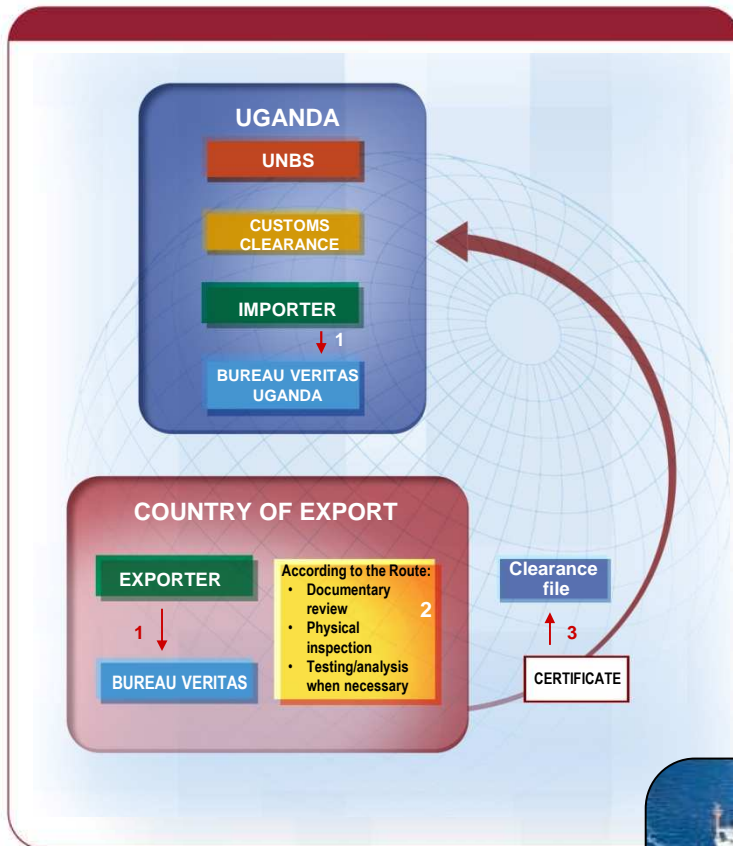 UGANDA
UNBS
CUSTOMS
CLEARANCE
IMPORTER
1
BUREAU VERITAS
UGANDA
COUNTRY OF EXPORT
EXPORTER
1
BUREAU VERITAS
According to the Route:
• Documentary
review
2
• Physical
inspection
• Testing/analysis
when necessary
Clearance
file
3
CERTIFICATE